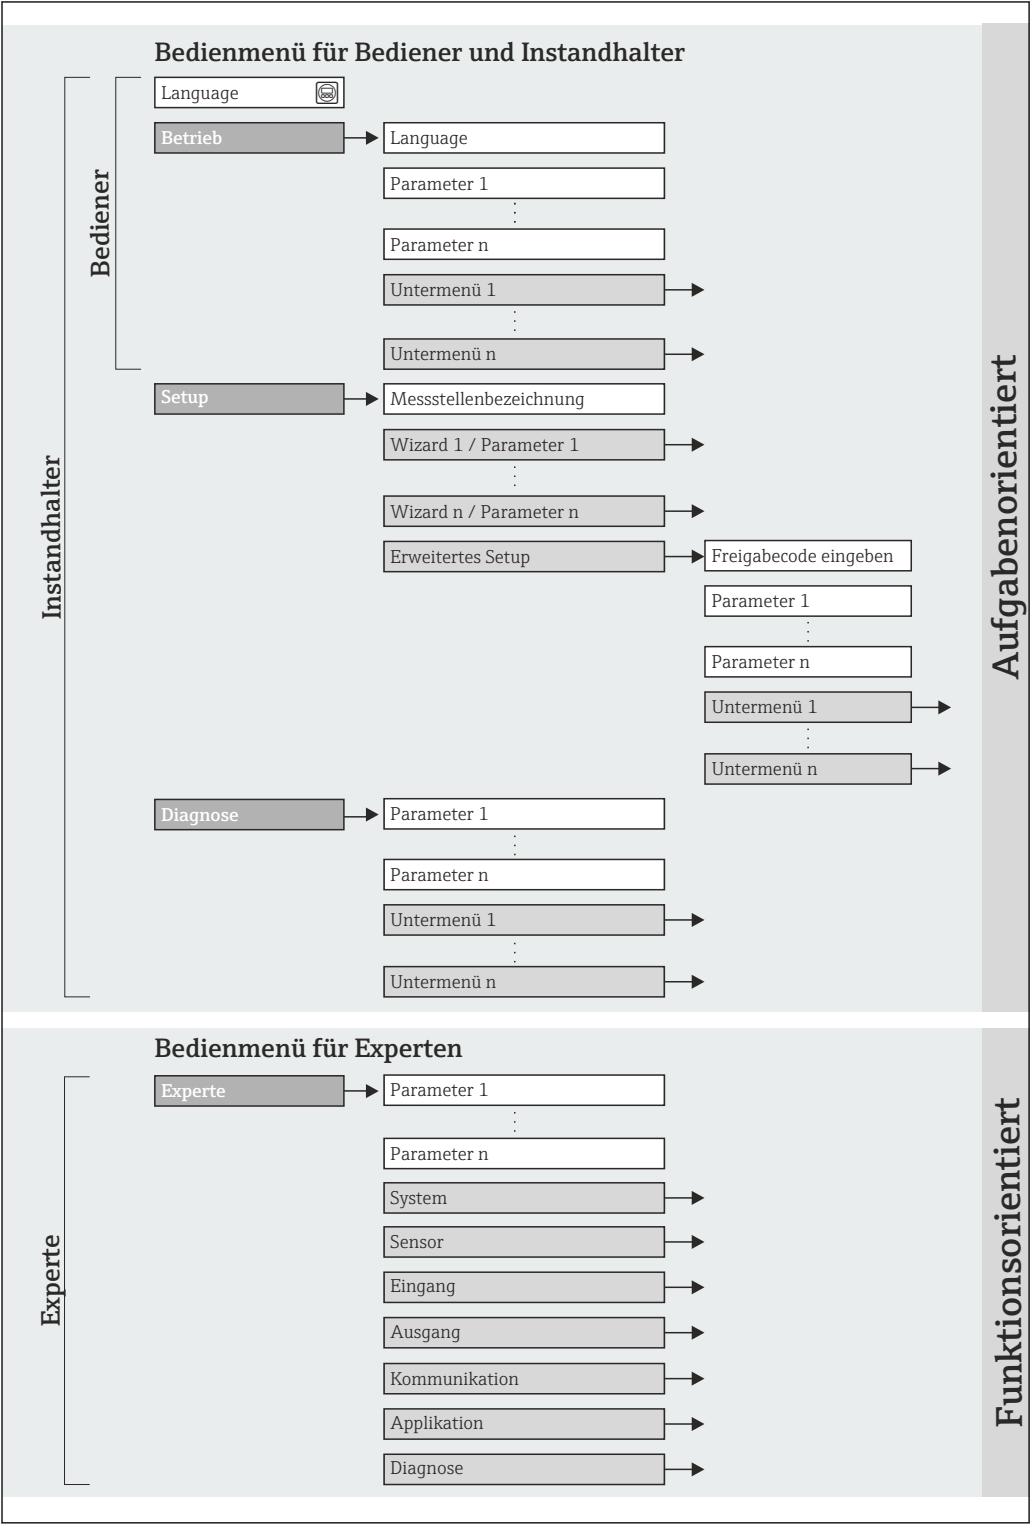 Bedienmenü für Bediener und Instandhalter
Language
Betrieb
Language
Parameter 1
Parameter n
Untermenü 1
Untermenü n
Bediener
Setup
Messstellenbezeichnung
Wizard 1 / Parameter 1
Wizard n / Parameter n
Erweitertes Setup
Freigabecode eingeben
Parameter 1
Parameter n
Untermenü 1
Untermenü n
Diagnose
Parameter 1
Parameter n
Untermenü 1
Untermenü n
Instandhalter
Aufgabenorientiert
Bedienmenü für Experten
Experte
Parameter 1
Parameter n
System
Sensor
Eingang
Ausgang
Kommunikation
Applikation
Diagnose
Experte
Funktionsorientiert